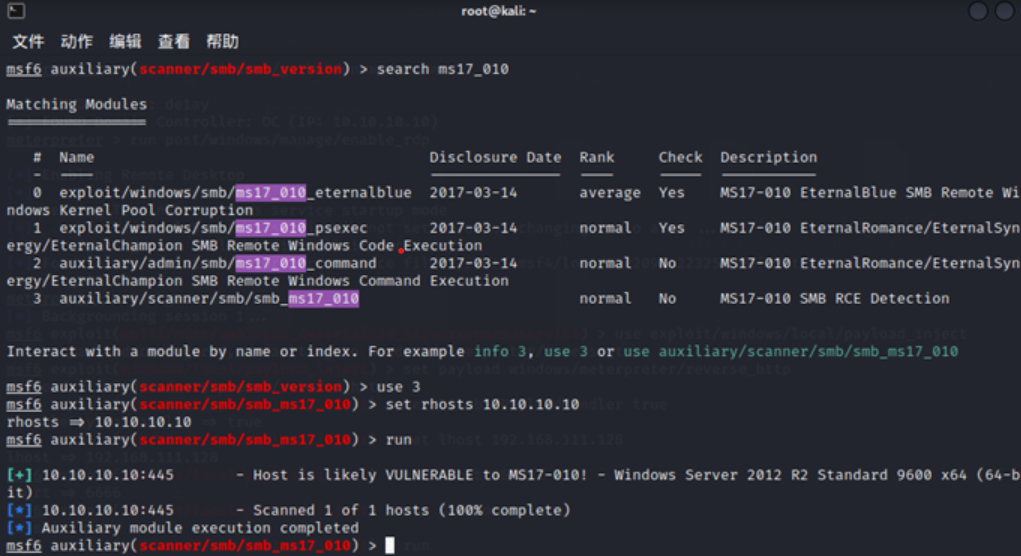 root@kali: ~
文件 动作 编辑 查看 帮助
msf6 auxiliary(scanner/smb/smb_version) > search ms17_010
Matching Modules
================
# Name Disclosure Date Rank Check Description
- ---- --------------- ---- ----- -----------
0 exploit/windows/smb/ms17_010_eternalblue 2017-03-14 average Yes MS17-010 EternalBlue SMB Remote Wi
ndows Kernel Pool Corruption
1 exploit/windows/smb/ms17_010_psexec 2017-03-14 normal Yes MS17-010 EternalRomance/EternalSyn
ergy/EternalChampion SMB Remote Windows Code Execution
2 auxiliary/admin/smb/ms17_010_command 2017-03-14 normal No MS17-010 EternalRomance/EternalSyn
ergy/EternalChampion SMB Remote Windows Command Execution
3 auxiliary/scanner/smb/smb_ms17_010 normal No MS17-010 SMB RCE Detection
Interact with a module by name or index. For example info 3, use 3 or use auxiliary/scanner/smb/smb_ms17_010
msf6 auxiliary(scanner/smb/smb_version) > use 3
msf6 auxiliary(scanner/smb/smb_ms17_010) > set rhosts 10.10.10.10
rhosts => 10.10.10.10
msf6 auxiliary(scanner/smb/smb_ms17_010) > run
[+] 10.10.10.10:445 - Host is likely VULNERABLE to MS17-010! - Windows Server 2012 R2 Standard 9600 x64 (64-b
it)
[*] 10.10.10.10:445 - Scanned 1 of 1 hosts (100% complete)
[*] Auxiliary module execution completed
msf6 auxiliary(scanner/smb/smb_ms17_010) >